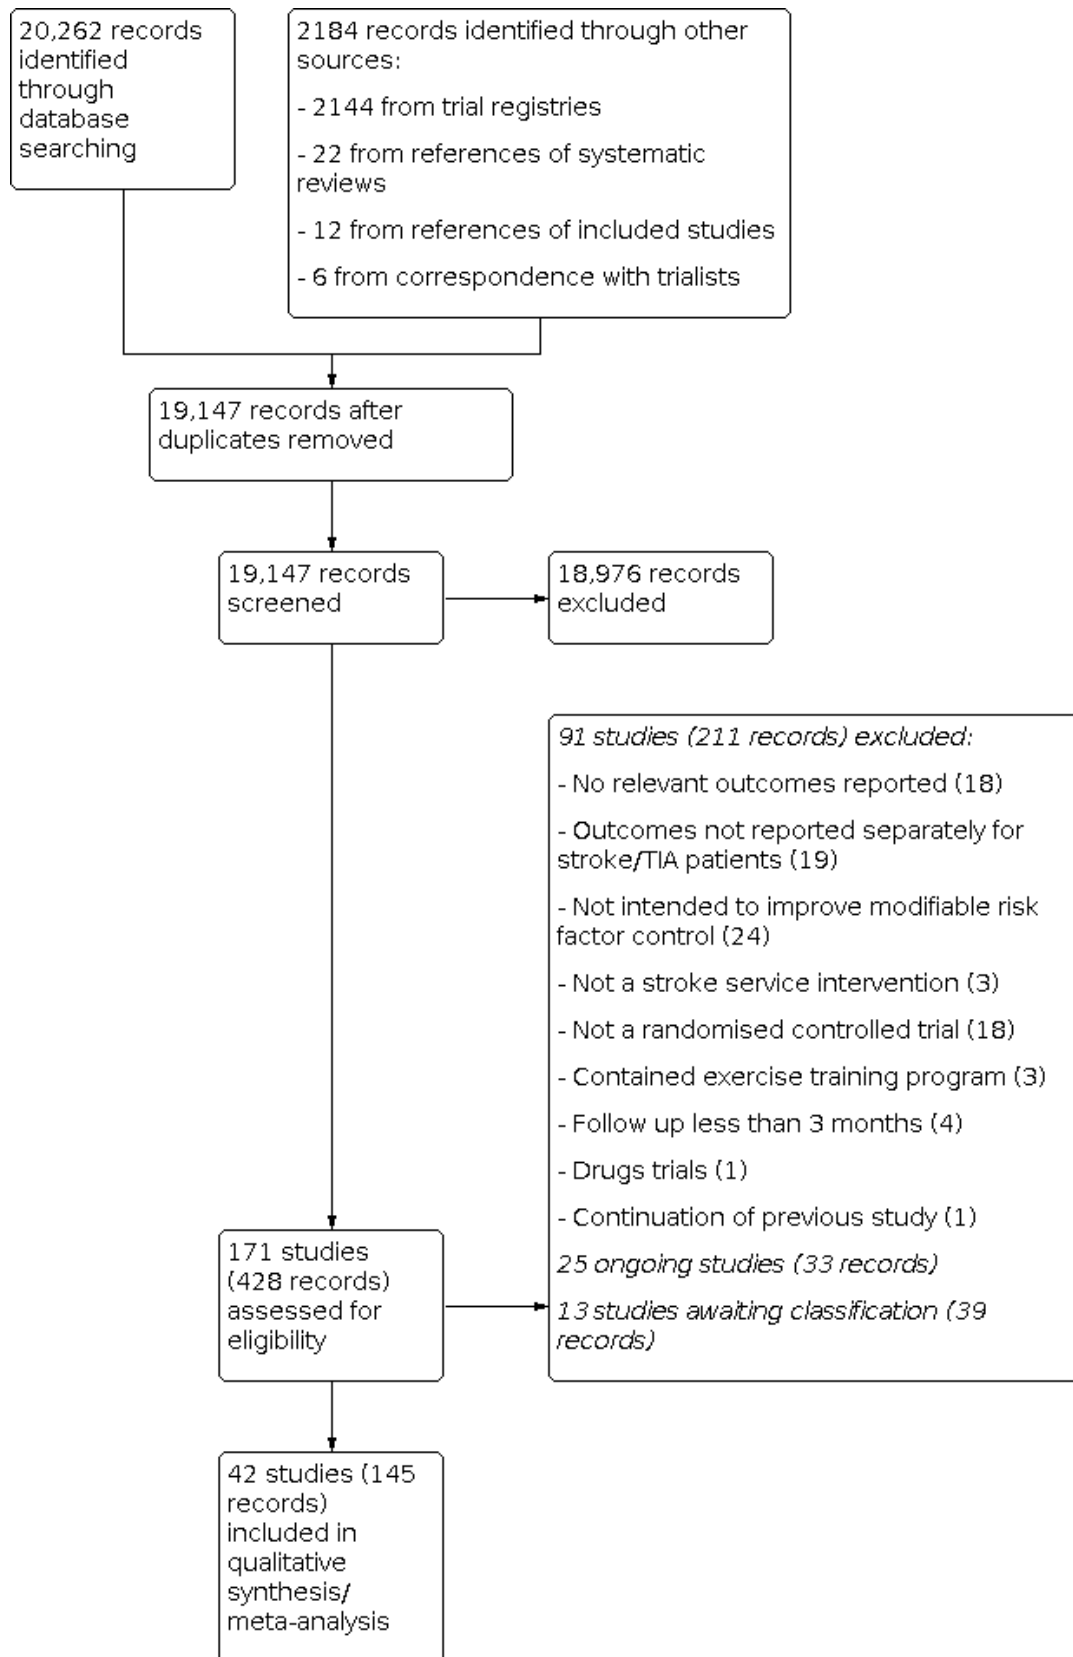 20,262 records
identified
through
database
searching
2184 records identified through other
sources:
- 2144 from trial registries
- 22 from references of systematic
reviews
- 12 from references of included studies
- 6 from correspondence with trialists
19,147 records after
duplicates removed
19,147 records
screened
18,976 records
excluded
91 studies (211 records) excluded:
- No relevant outcomes reported (18)
- Outcomes not reported separately for
stroke/TIA patients (19)
- Not intended to improve modifiable risk
factor control (24)
- Not a stroke service intervention (3)
- Not a randomised controlled trial (18)
- Contained exercise training program (3)
- Follow up less than 3 months (4)
- Drugs trials (1)
- Continuation of previous study (1)
25 ongoing studies (33 records)
13 studies awaiting classification (39
records)
171 studies
(428 records)
assessed for
eligibility
42 studies (145
records)
included in
qualitative
synthesis/
meta-analysis